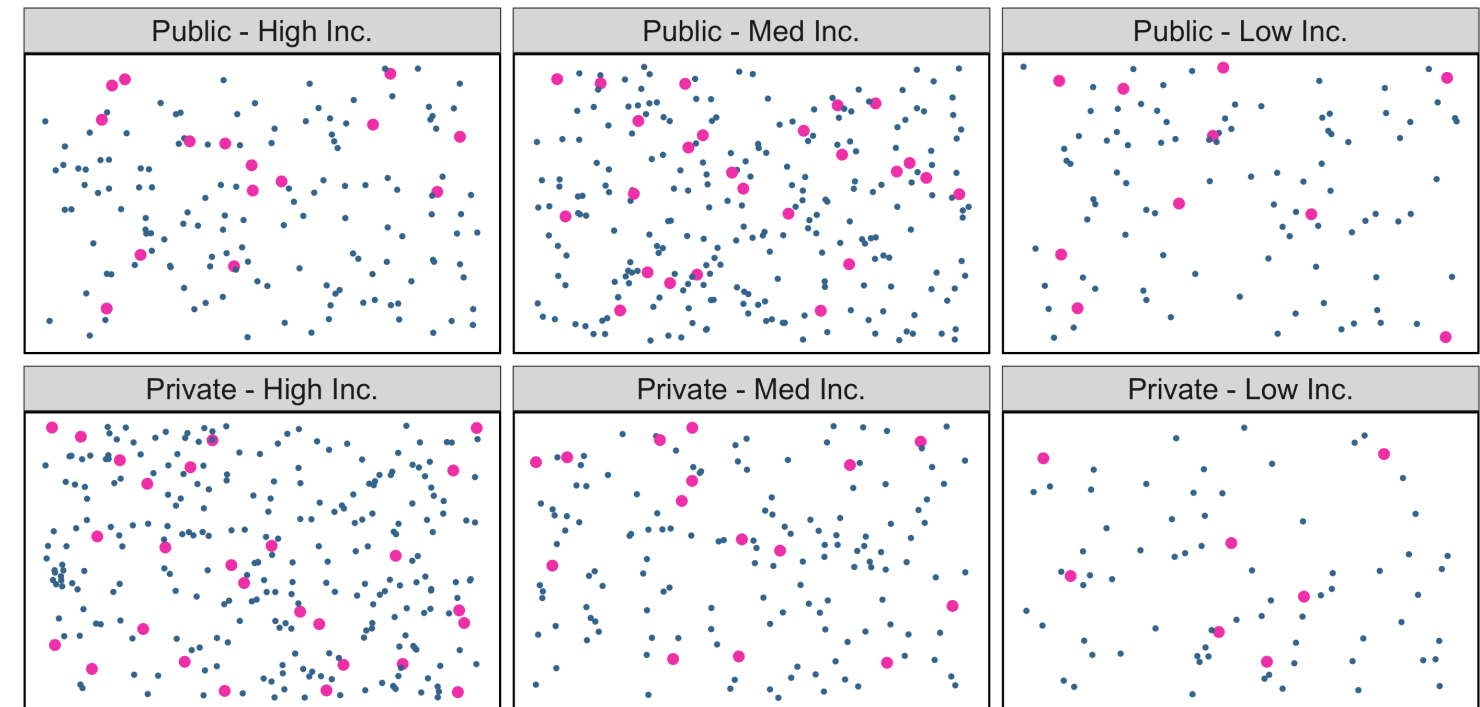 Public - High Inc.
Public - Med Inc.
Public - Low Inc.
Private - High Inc.
Private - Med Inc.
Private - Low Inc.